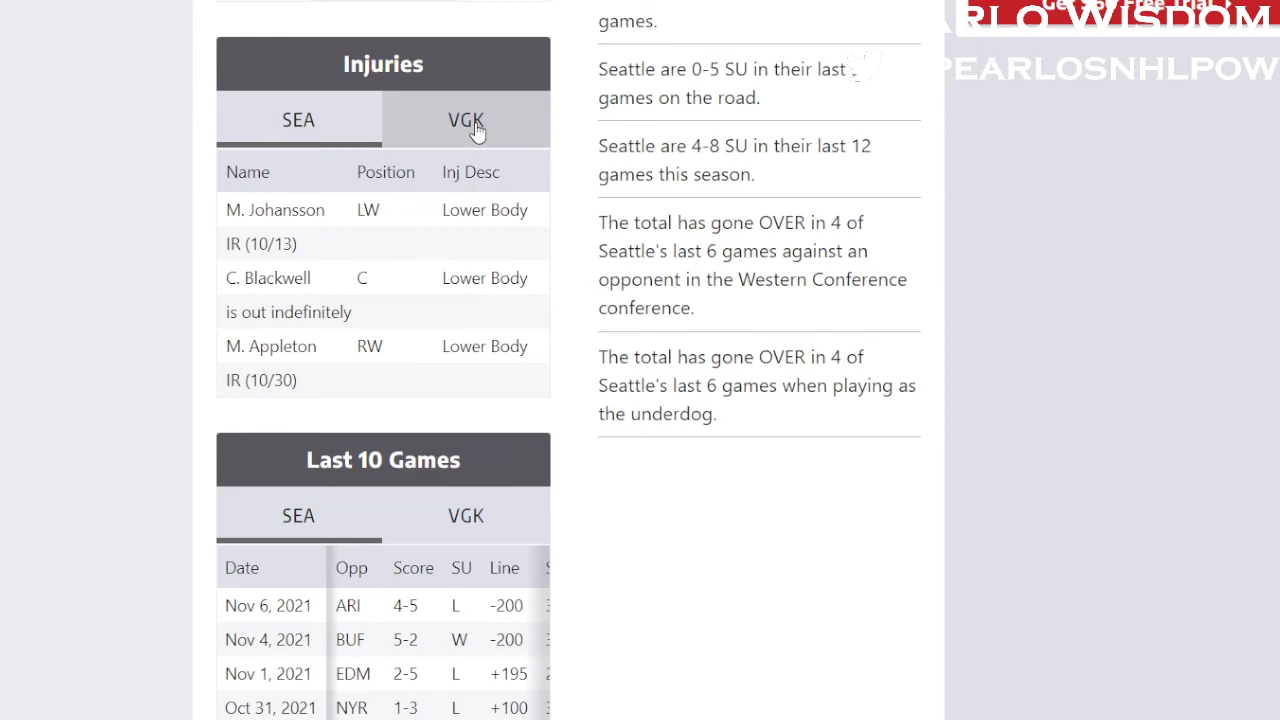 Get $60 Free Trial
RLO WISDOM
PEARLOSNHLPOW
games.
Seattle are 0-5 SU in their last
games on the road.
Seattle are 4-8 SU in their last 12
games this season.
The total has gone OVER in 4 of
Seattle's last 6 games against an
opponent in the Western Conference
conference.
The total has gone OVER in 4 of
Seattle's last 6 games when playing as
the underdog.
Injuries
SEA VGK
Name Position Inj Desc
M. Johansson LW Lower Body
IR (10/13)
C. Blackwell C Lower Body
is out indefinitely
M. Appleton RW Lower Body
IR (10/30)
Last 10 Games
SEA VGK
Date Opp Score SU Line
Nov 6, 2021 ARI 4-5 L -200
Nov 4, 2021 BUF 5-2 W -200
Nov 1, 2021 EDM 2-5 L +195
Oct 31, 2021 NYR 1-3 L +100